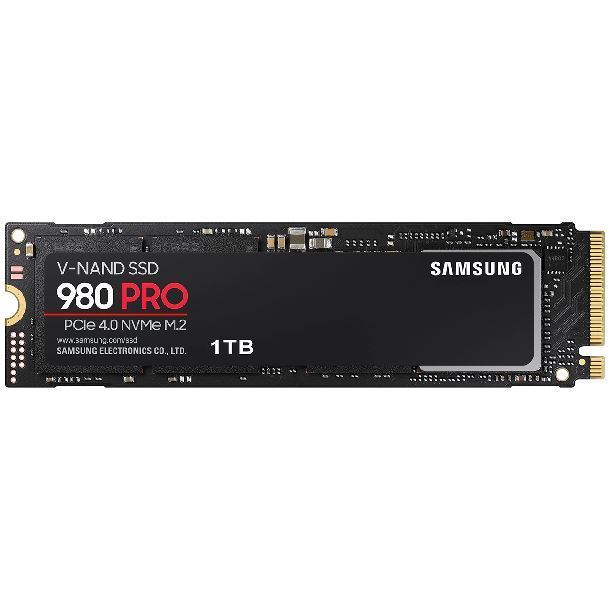 V-NAND SSD
SAMSUNG
980 PRO
PCIe 4.0 NVMe M.2
www.samsung.com/ssd
SAMSUNG ELECTRONICS CO., LTD.
1TB